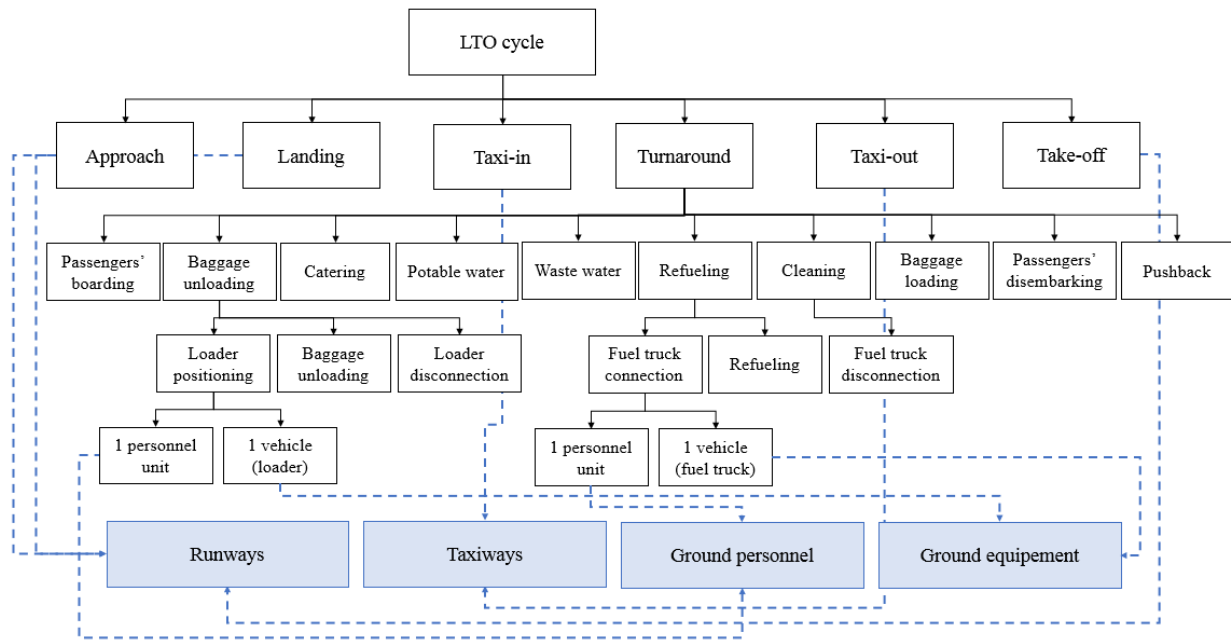 LTO cycle
Approach
Landing
Taxi-in
Turnaround
Taxi-out
Take-off
Passengers’
boarding
Baggage
unloading
Catering
Potable water
Waste water
Refueling
Cleaning
Baggage
loading
Passengers’
disembarking
Pushback
Loader
positioning
Baggage
unloading
Loader
disconnection
Fuel truck
connection
Refueling
Fuel truck
disconnection
1 personnel
unit
1 vehicle
(loader)
1 personnel
unit
1 vehicle
(fuel truck)
Runways
Taxiways
Ground personnel
Ground equipement